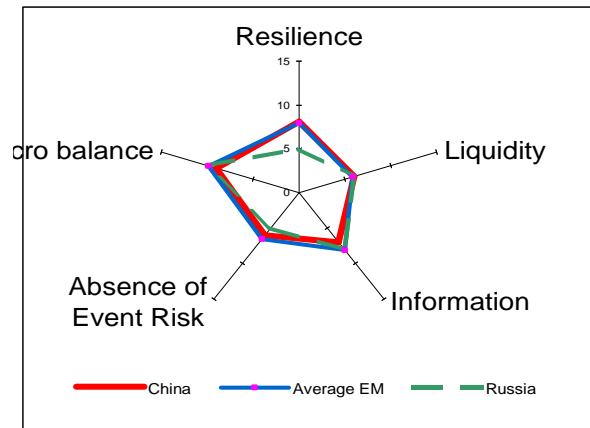 Resilience
15
10
5
0
cro balance
Liquidity
Absence of
Event Risk
Information
China
Average EM
Russia